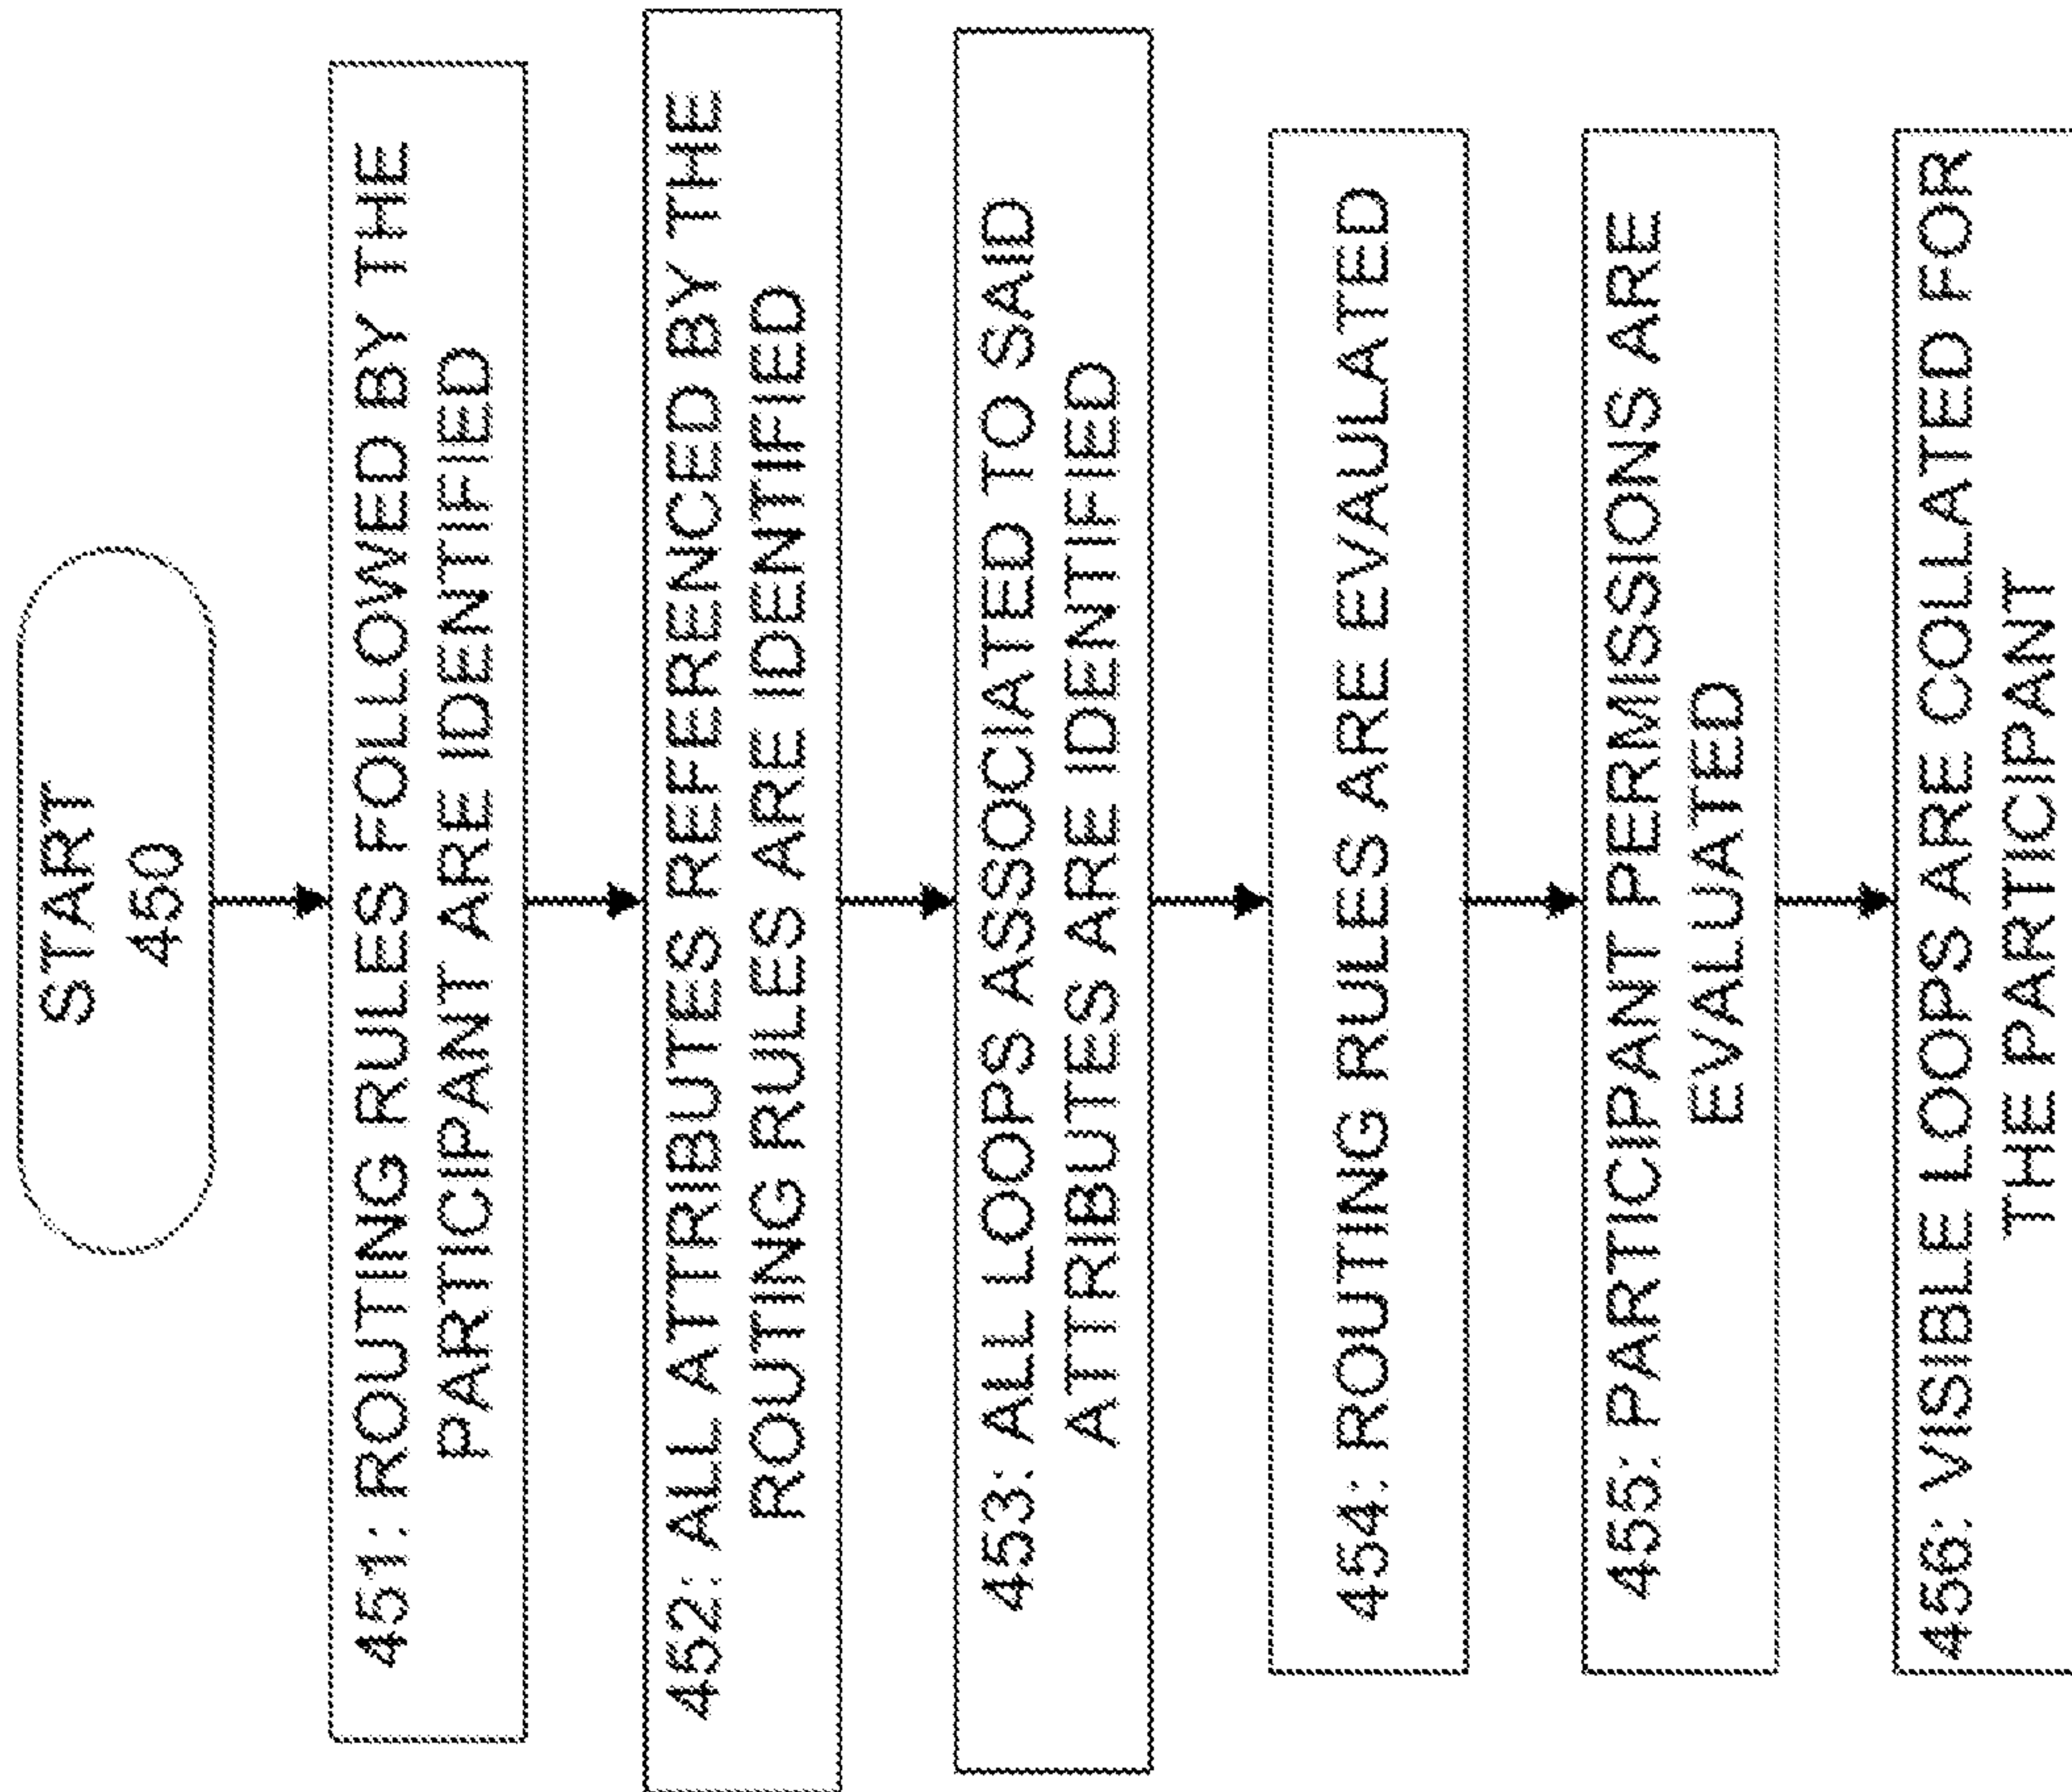 START
450
451: ROUTING RULES FOLLOWED BY THE
PARTICIPANT ARE IDENTIFIED
452: ALL ATTRIBUTES REFERENCED BY THE
ROUTING RULES ARE IDENTIFIED
453: ALL LOOPS ASSOCIATED TO SAID
ATTRIBUTES ARE IDENTIFIED
454: ROUTING RULES ARE EVAULATED
455: PARTICIPANT PERMISSIONS ARE
EVALUATED
456: VISIBLE LOOPS ARE COLLATED FOR
THE PARTICIPANT